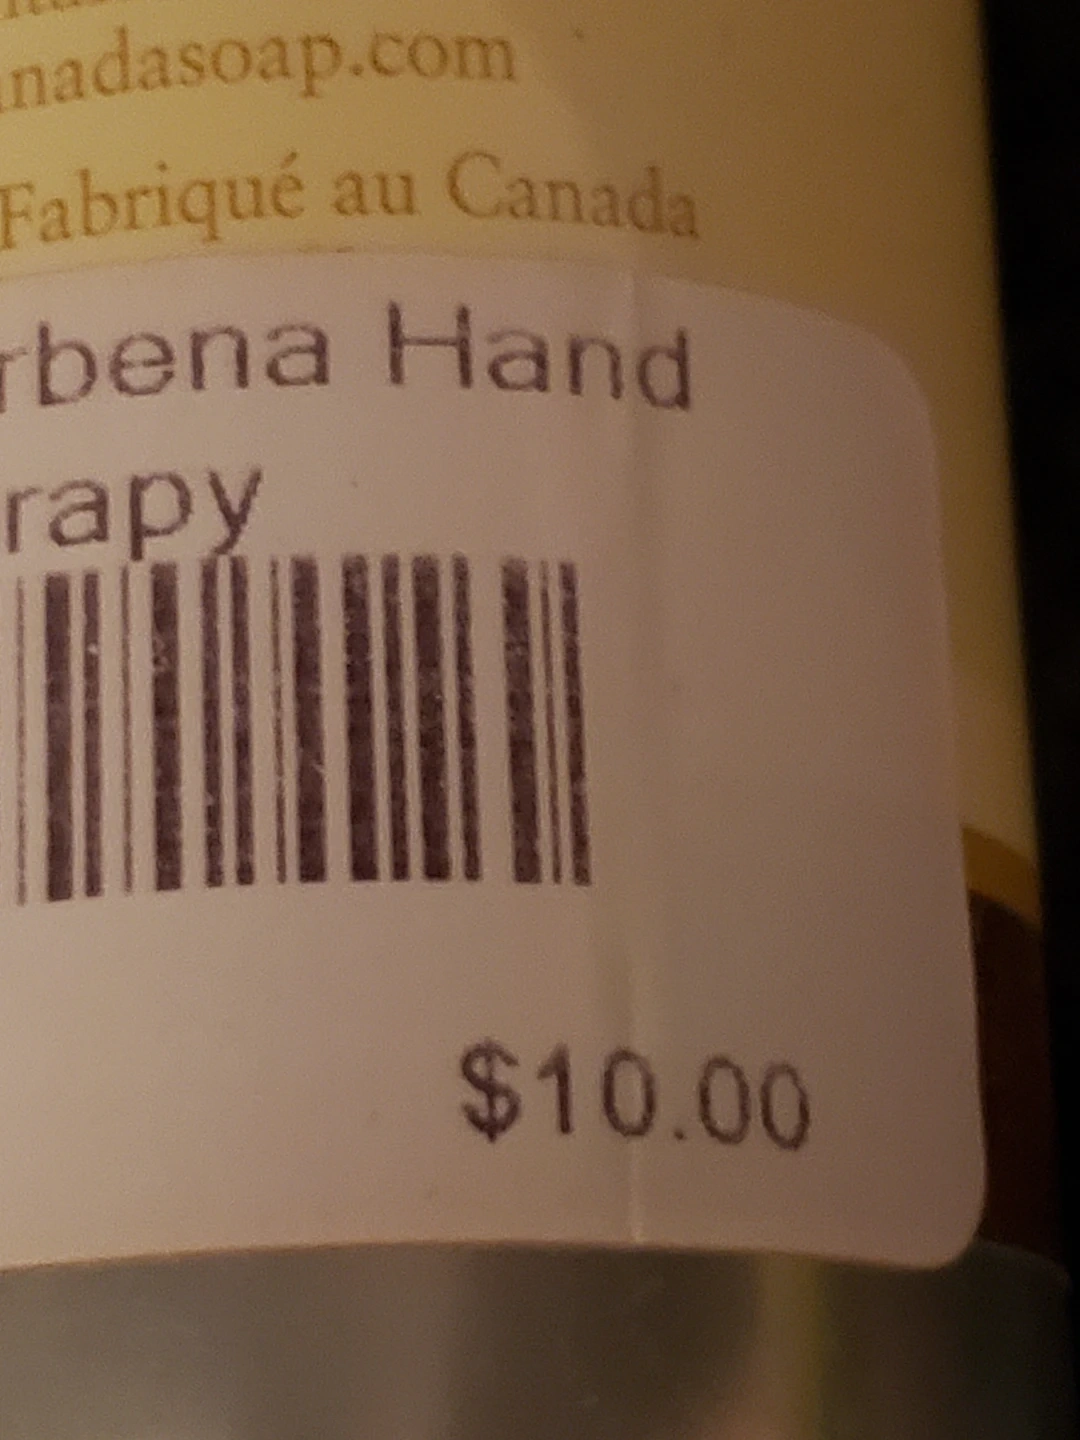 nadasoap.com
Fabriqué au Canada
rbena Hand
rapy
$10.00